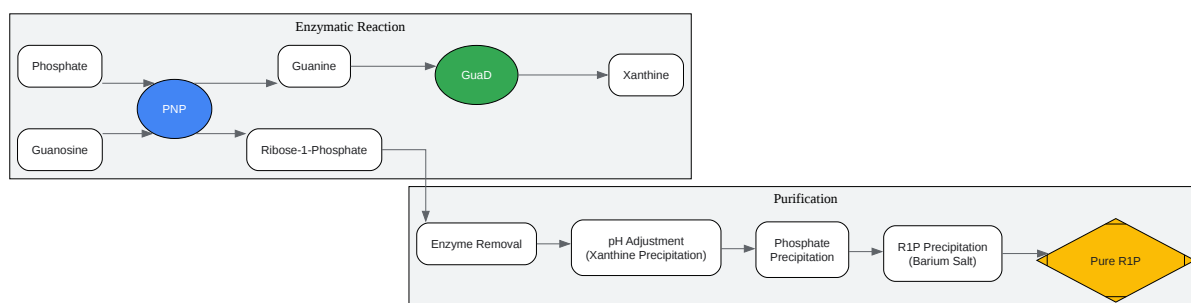 Enzymatic Reaction
Phosphate
Guanine
GuaD
Xanthine
PNP
Guanosine
Ribose-1-Phosphate
Purification
Enzyme Removal
pH Adjustment
(Xanthine Precipitation)
Phosphate
Precipitation
R1P Precipitation
(Barium Salt)
Pure R1P